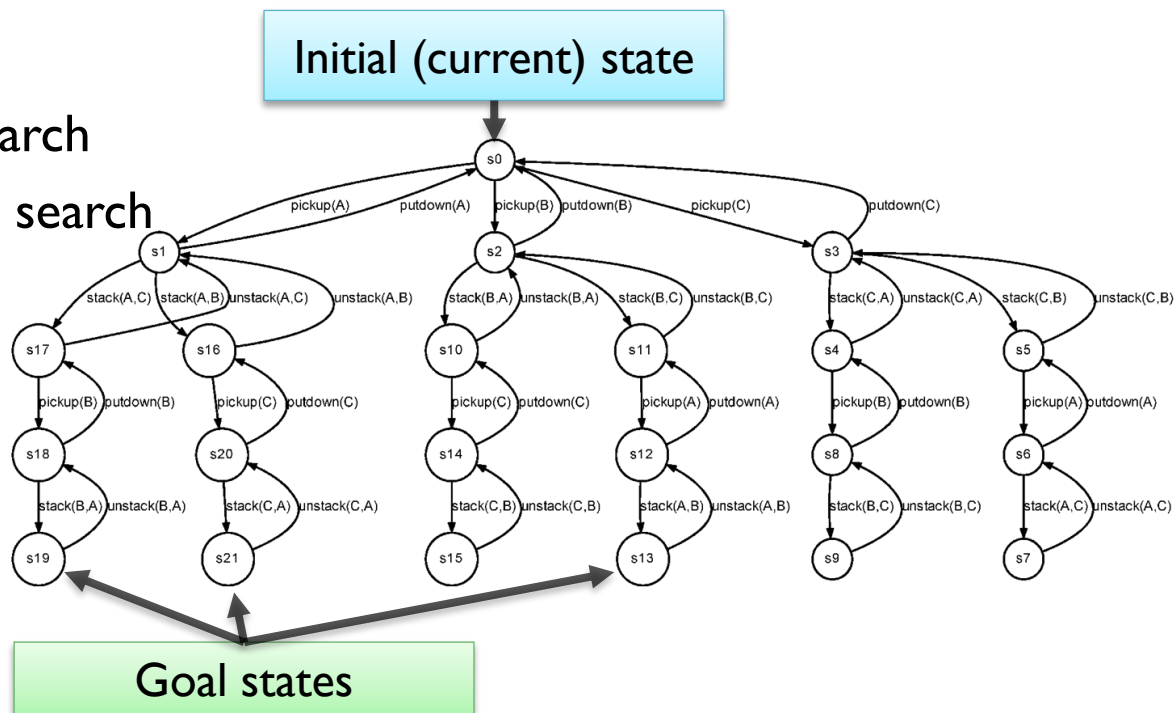 Initial (current) state
arch
search
s0
pickup(A)
putdown(A)
pickup(B)
putdown(B)
pickup(C)
putdown(C)
s1
s2
s3
stack(A,C)
stack(A,B)
unstack(A,C)
unstack(A,B)
stack(B,A)
unstack(B,A)
stack(B,C)
unstack(B,C)
stack(C,A)
unstack(C,A)
stack(C,B)
unstack(C,B)
s17
s16
s10
s11
s4
s5
pickup(B)
putdown(B)
pickup(C)
putdown(C)
pickup(C)
putdown(C)
pickup(A)
putdown(A)
pickup(B)
putdown(B)
pickup(A)
putdown(A)
s18
s20
s14
s12
s8
s6
stack(B,A)
unstack(B,A)
stack(C,A)
unstack(C,A)
stack(C,B)
unstack(C,B)
stack(A,B)
unstack(A,B)
stack(B,C)
unstack(B,C)
stack(A,C)
unstack(A,C)
s19
s21
s15
s13
s9
s7
Goal states